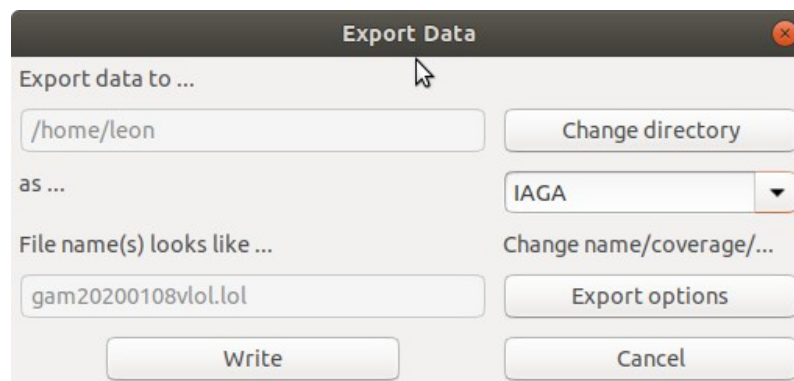 Export Data
Export data to ...
/home/leon
Change directory
as ...
IAGA
File name(s) looks like ...
Change name/coverage/...
gam20200108vlol.lol
Export options
Write
Cancel